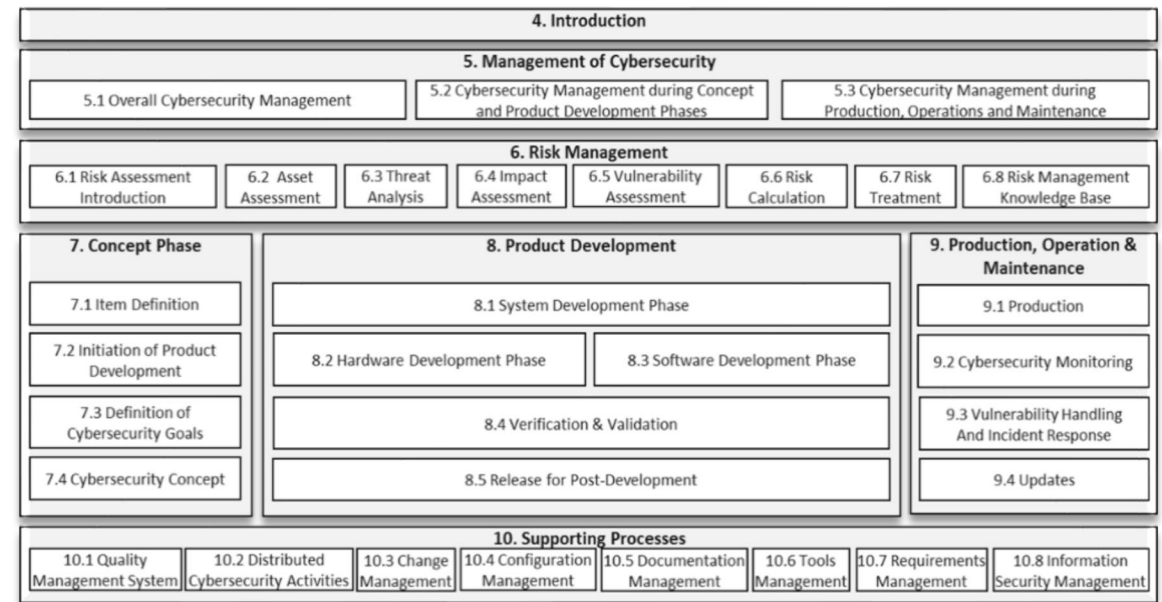 4. Introduction
5. Management of Cybersecurity
5.1 Overall Cybersecurity Management
5.2 Cybersecurity Management during Concept
and Product Development Phases
5.3 Cybersecurity Management during
Production, Operations and Maintenance
6. Risk Management
6.1 Risk Assessment
Introduction
6.2 Asset
Assessment
6.3 Threat
Analysis
6.4 Impact
Assessment
6.5 Vulnerability
Assessment
6.6 Risk
Calculation
6.7 Risk
Treatment
6.8 Risk Management
Knowledge Base
7. Concept Phase
7.1 Item Definition
7.2 Initiation of Product
Development
7.3 Definition of
Cybersecurity Goals
7.4 Cybersecurity Concept
8. Product Development
8.1 System Development Phase
8.2 Hardware Development Phase
8.3 Software Development Phase
8.4 Verification & Validation
8.5 Release for Post-Development
9. Production, Operation &
Maintenance
9.1 Production
9.2 Cybersecurity Monitoring
9.3 Vulnerability Handling
And Incident Response
9.4 Updates
10. Supporting Processes
10.1 Quality
Management System
10.2 Distributed
Cybersecurity Activities
10.3 Change
Management
10.4 Configuration
Management
10.5 Documentation
Management
10.6 Tools
Management
10.7 Requirements
Management
10.8 Information
Security Management